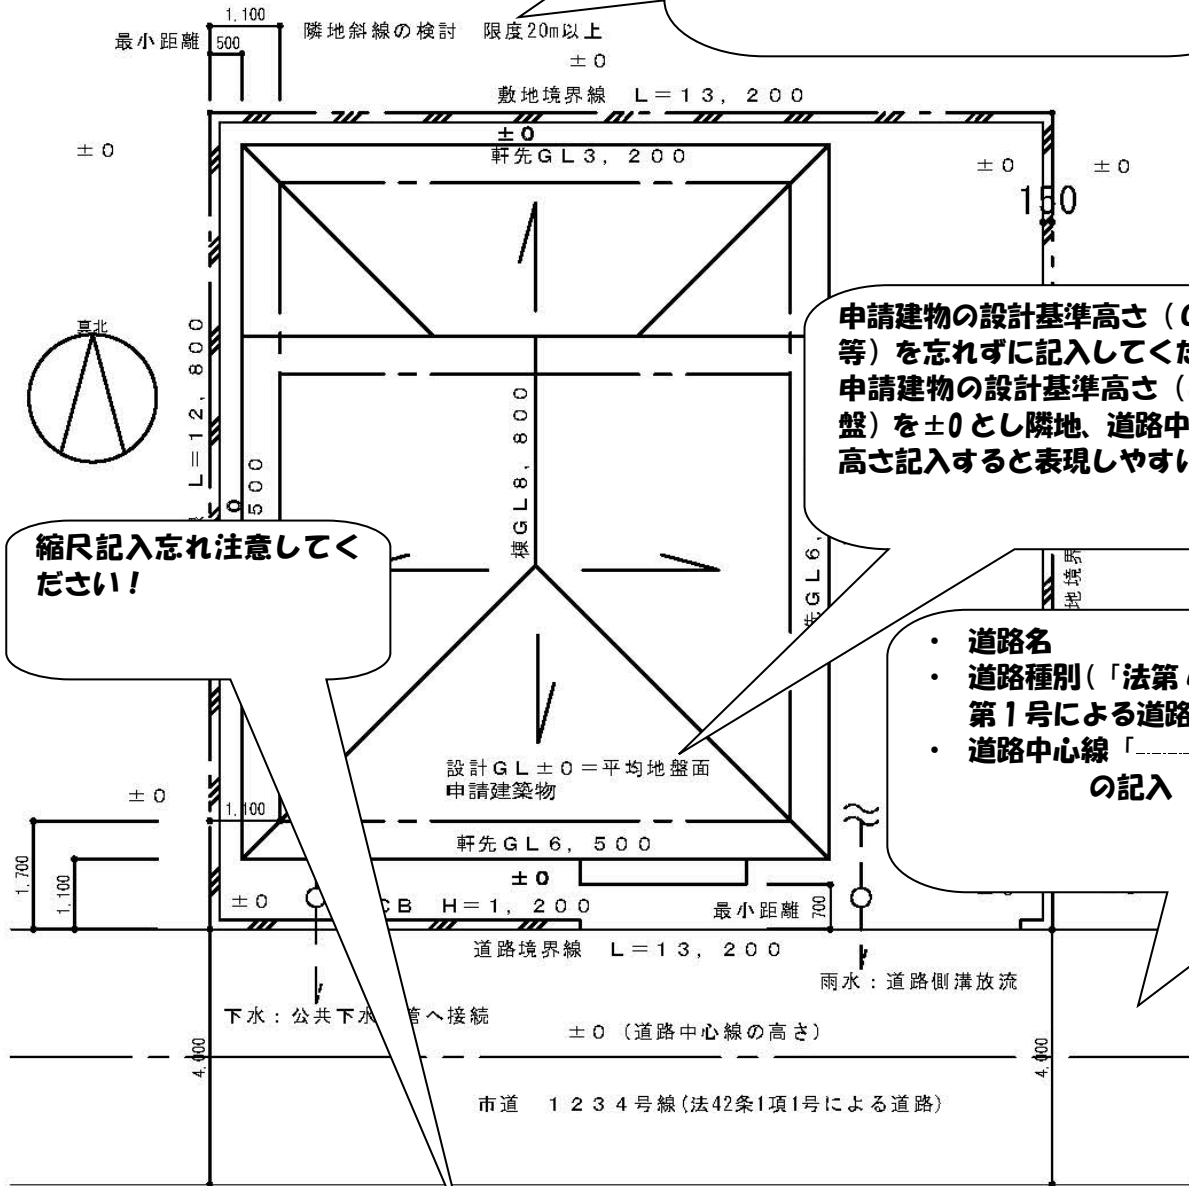 1,100
最小距離 500
隣地斜線の検討 限度20m以上
±0
敷地境界線 L=13,200
±0
±0
軒先GL3,200
±0 ±0
150
真北
L=12,800
500
棟GL8,800
GL6,
地境界
申請建物の設計基準高さ(
等)を忘れずに記入してくだ
申請建物の設計基準高さ(
盤)を±0とし隣地、道路中
高さ記入すると表現しやすい
縮尺記入忘れ注意してく
ださい!
・ 道路名
・ 道路種別(「法第
第1号による道路
・ 道路中心線「
の記入
設計GL±0=平均地盤面
申請建築物
±0
1,100
軒先GL6,500
1,700
1,100
±0
±0
CB H=1,200
最小距離 700
道路境界線 L=13,200
雨水:道路側溝放流
下水:公共下水 管へ接続
±0 (道路中心線の高さ)
4,000
4,000
市道 1234号線(法42条1項1号による道路)